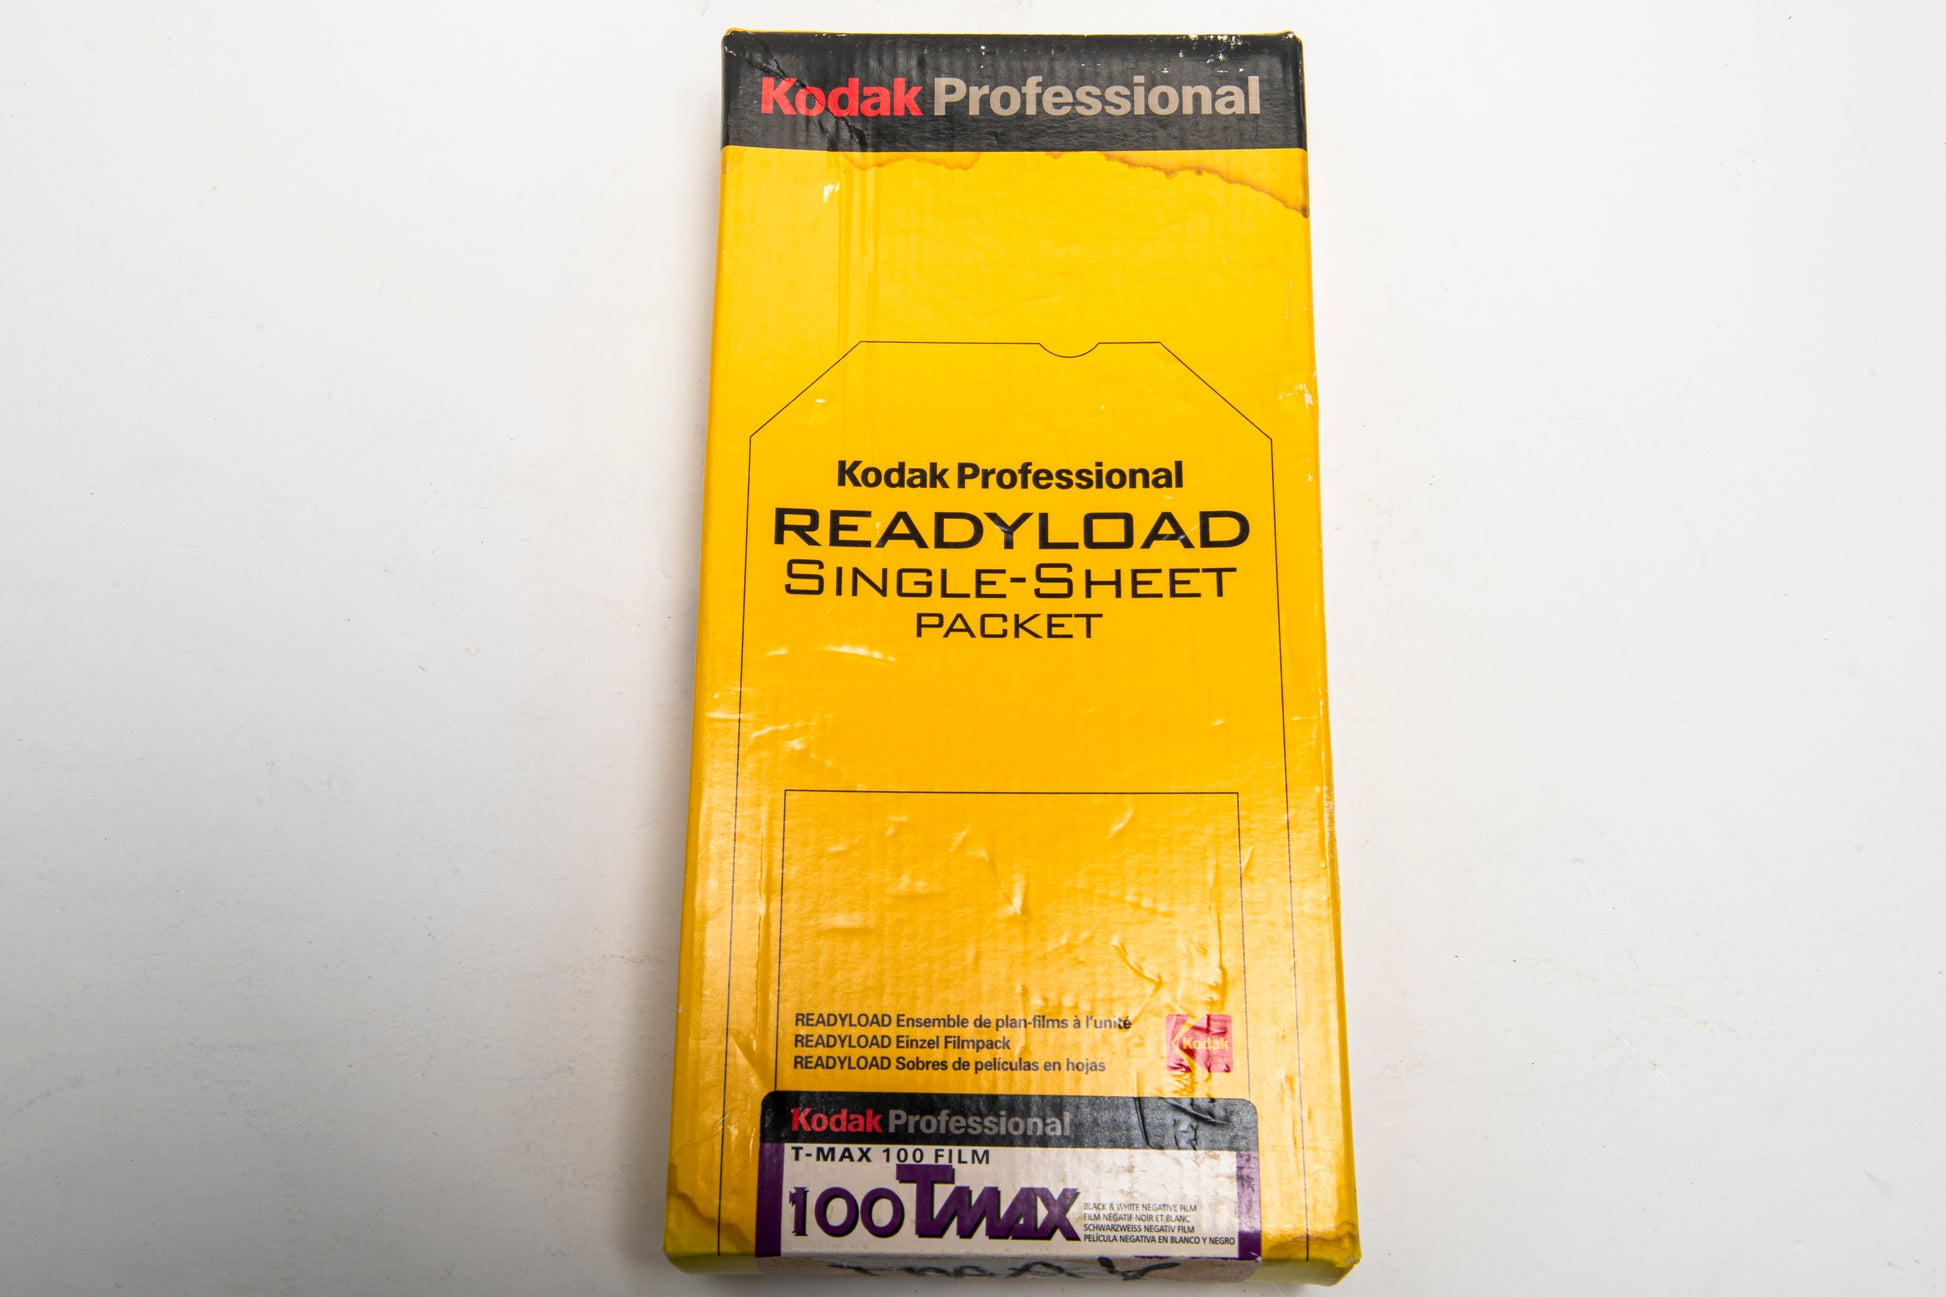 Kodak Professional
Kodak Professional
READYLOAD
SINGLE-SHEET
PACKET
READYLOAD Ensemble de plan-films à l'unité
READYLOAD Einzel Filmpack
READYLOAD Sobres de películas en hojas
Kodak
Kodak Professional
T-MAX 100 FILM
100 TMAX
BLACK & WHITE NEGATIVE FILM
FILM NÉGATIF NOIR ET BLANC
SCHWARZWEISS NEGATIV FILM
PELÍCULA NEGATIVA EN BLANCO Y NEGRO